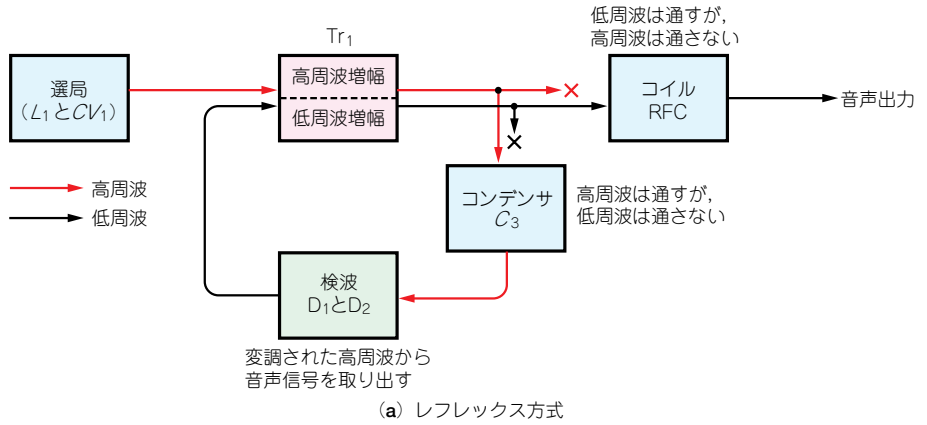 低周波は通すが，
高周波は通さない
Tr1
選局
（L1とCV1）
高周波増幅
低周波増幅
コイル
RFC
音声出力
高周波
低周波
コンデンサ
C3
高周波は通すが，
低周波は通さない
検波
D1とD2
変調された高周波から
音声信号を取り出す
（a）レフレックス方式